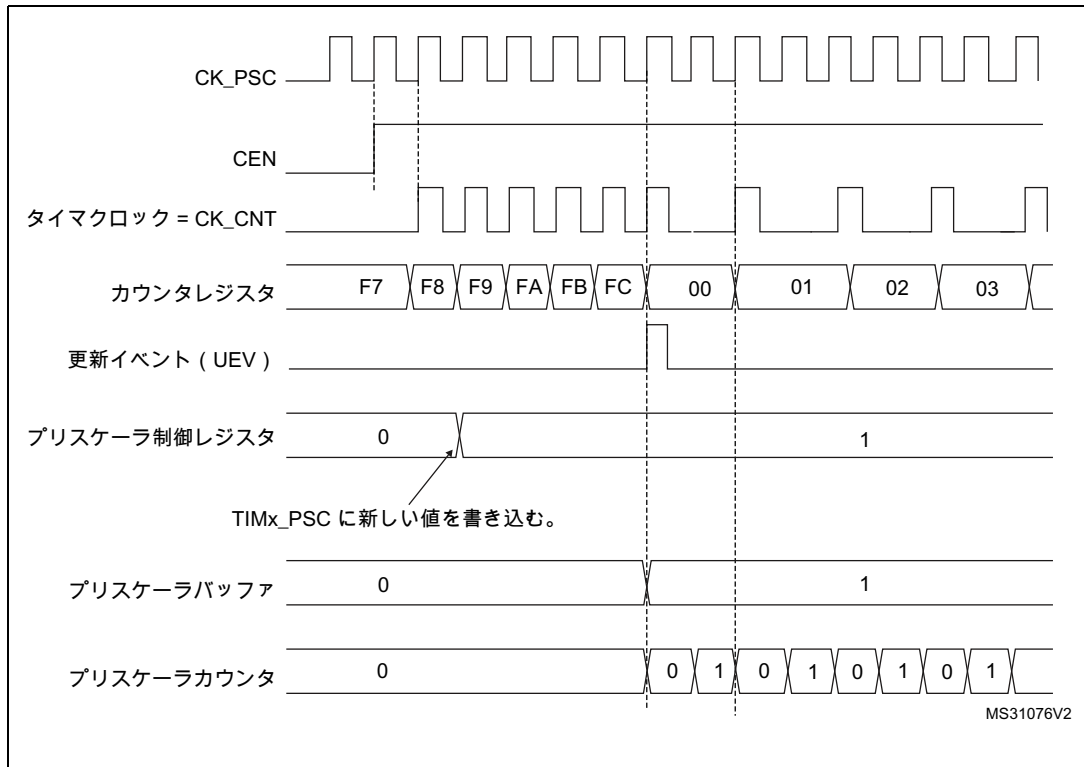 CK_PSC
CEN
タイマクロック = CK_CNT
カウンタレジスタ F7 F8 F9 FA FB FC 00 01 02 03
更新イベント（UEV）
プリスケーラ制御レジスタ 0 1
TIMx_PSC に新しい値を書き込む。
プリスケーラバッファ 0 1
プリスケーラカウンタ 0 0 1 0 1 0 1 0 1
MS31076V2